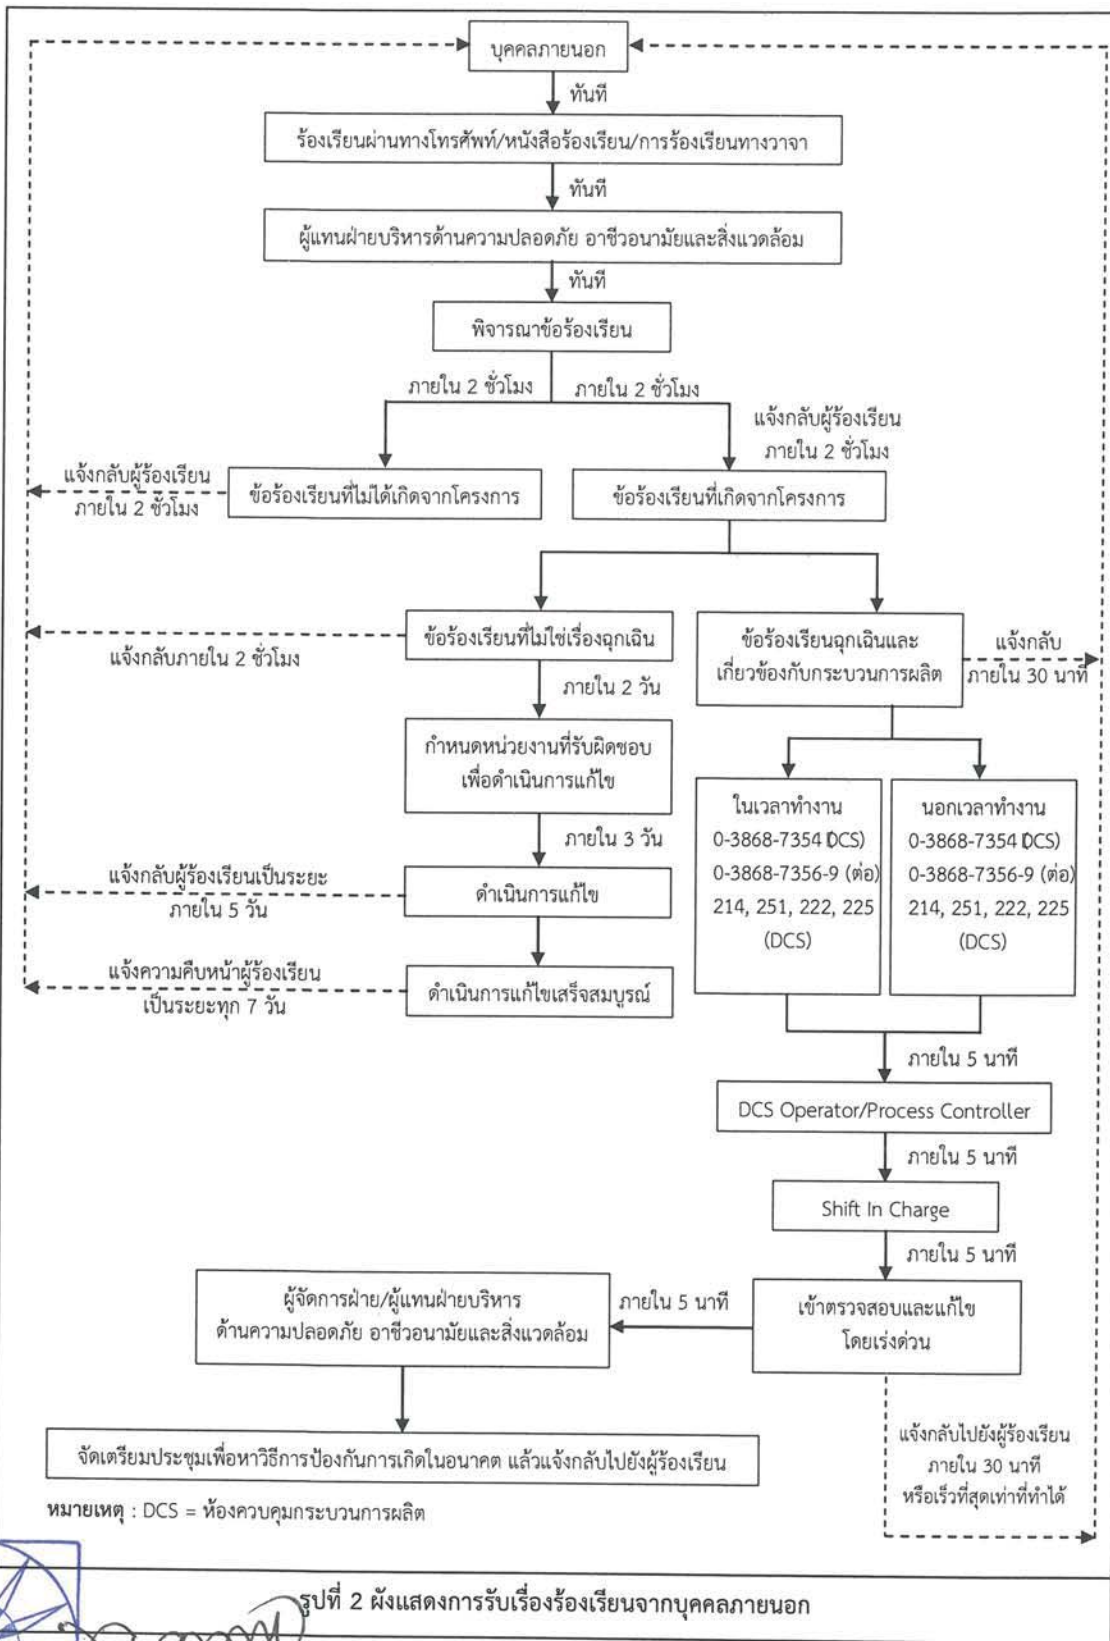 บุคคลภายนอก
ทันที
ร้องเรียนผ่านทางโทรศัพท์/หนังสือร้องเรียน/การร้องเรียนทางวาจา
ทันที
ผู้แทนฝ่ายบริหารด้านความปลอดภัย อาชีวอนามัยและสิ่งแวดล้อม
ทันที
พิจารณาข้อร้องเรียน
ภายใน 2 ชั่วโมง
ภายใน 2 ชั่วโมง
แจ้งกลับผู้ร้องเรียน
ภายใน 2 ชั่วโมง
แจ้งกลับผู้ร้องเรียน
ภายใน 2 ชั่วโมง
ข้อร้องเรียนที่ไม่ได้เกิดจากโครงการ
ข้อร้องเรียนที่เกิดจากโครงการ
ข้อร้องเรียนที่ไม่ใช่เรื่องฉุกเฉิน
แจ้งกลับภายใน 2 ชั่วโมง
ข้อร้องเรียนฉุกเฉินและ
เกี่ยวข้องกับกระบวนการผลิต
แจ้งกลับ
ภายใน 30 นาที
ภายใน 2 วัน
กำหนดหน่วยงานที่รับผิดชอบ
เพื่อดำเนินการแก้ไข
ภายใน 3 วัน
แจ้งกลับผู้ร้องเรียนเป็นระยะ
ภายใน 5 วัน
ดำเนินการแก้ไข
แจ้งความคืบหน้าผู้ร้องเรียน
เป็นระยะทุก 7 วัน
ดำเนินการแก้ไขเสร็จสมบูรณ์
ในเวลาทำงาน
0-3868-7354 DCS)
0-3868-7356-9 (ต่อ)
214, 251, 222, 225
(DCS)
นอกเวลาทำงาน
0-3868-7354 DCS)
0-3868-7356-9 (ต่อ)
214, 251, 222, 225
(DCS)
ภายใน 5 นาที
DCS Operator/Process Controller
ภายใน 5 นาที
Shift In Charge
ภายใน 5 นาที
เข้าตรวจสอบและแก้ไข
โดยเร่งด่วน
ภายใน 5 นาที
ผู้จัดการฝ่าย/ผู้แทนฝ่ายบริหาร
ด้านความปลอดภัย อาชีวอนามัยและสิ่งแวดล้อม
แจ้งกลับไปยังผู้ร้องเรียน
ภายใน 30 นาที
หรือเร็วที่สุดเท่าที่ทำได้
จัดเตรียมประชุมเพื่อหาวิธีการป้องกันการเกิดในอนาคต แล้วแจ้งกลับไปยังผู้ร้องเรียน
หมายเหตุ : DCS = ห้องควบคุมกระบวนการผลิต
รูปที่ 2 ผังแสดงการรับเรื่องร้องเรียนจากบุคคลภายนอก